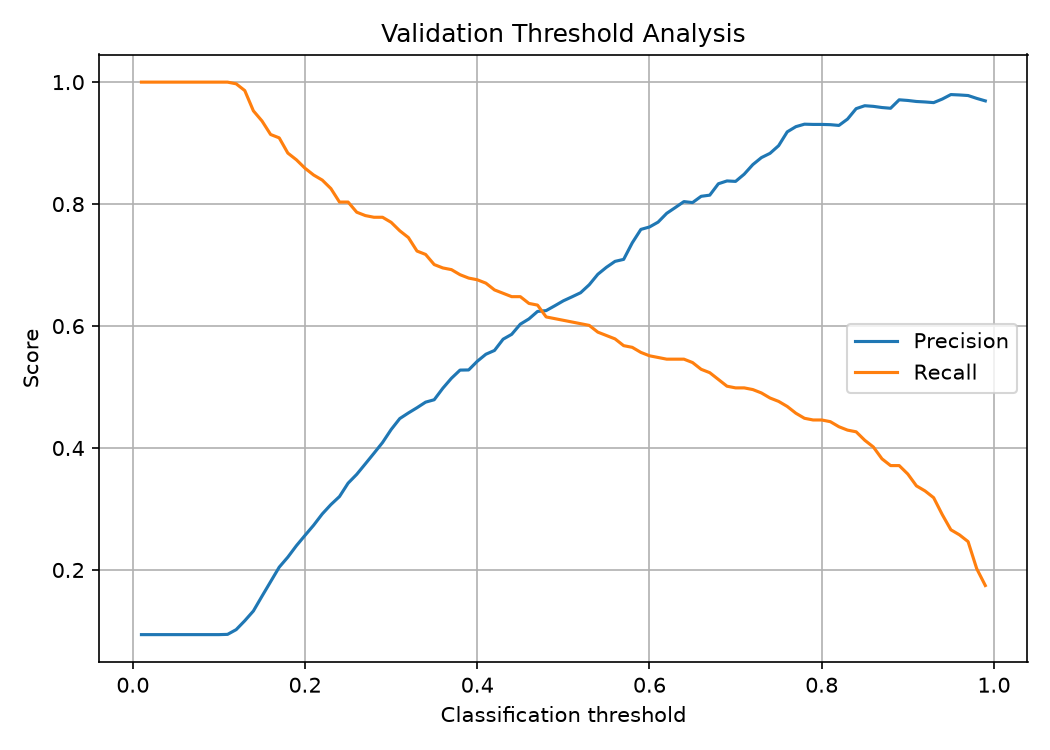 Validation Threshold Analysis
1.0
0.8
0.6
0.4
0.2
Score
Precision
Recall
0.0 0.2 0.4 0.6 0.8 1.0
Classification threshold